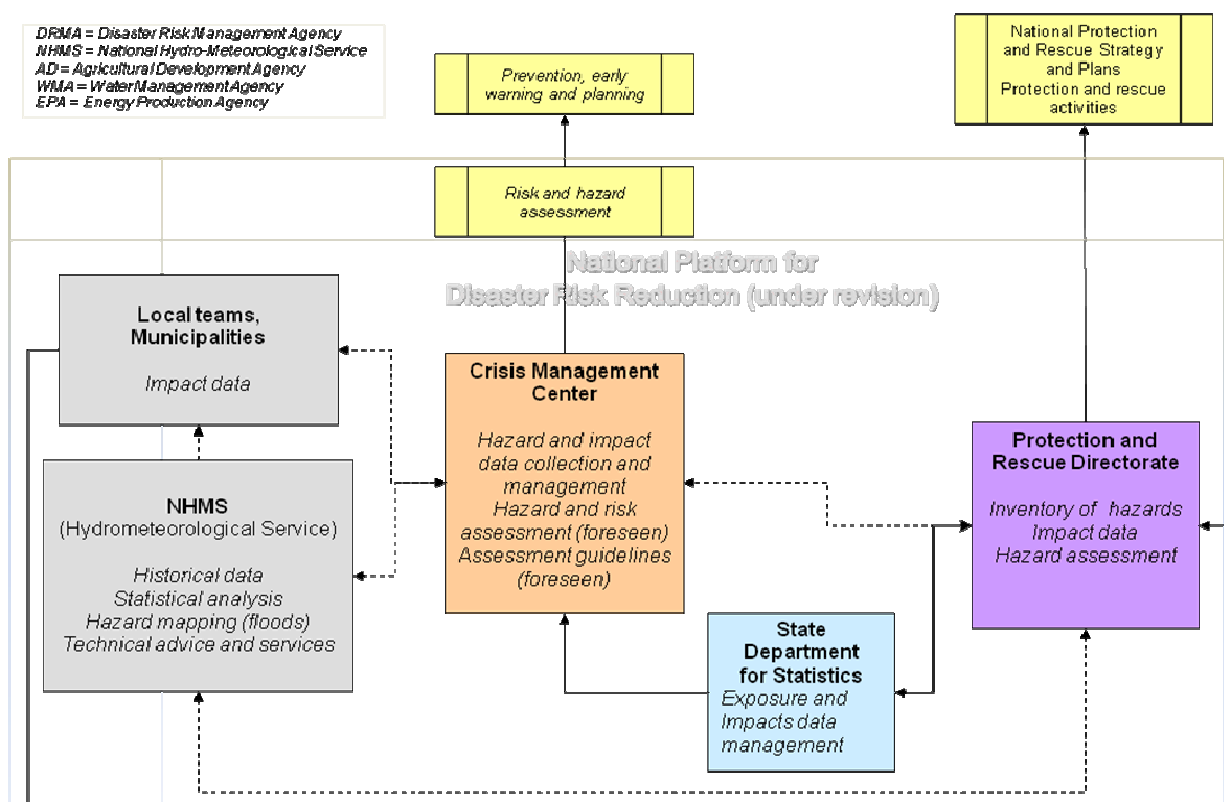 DRMA = Disaster Risk Management Agency
NHMS = National Hydro-Meteorological Service
AD = Agricultural Development Agency
WMA = Water Management Agency
EPA = Energy Production Agency
Prevention, early
warning and planning
National Protection
and Rescue Strategy
and Plans
Protection and rescue
activities
Risk and hazard
assessment
National Platform for
Disaster Risk Reduction (under revision)
Local teams,
Municipalities
Impact data
Crisis Management
Center
Hazard and impact
data collection and
management
Hazard and risk
assessment (foreseen)
Assessment guidelines
(foreseen)
Protection and
Rescue Directorate
Inventory of hazards
Impact data
Hazard assessment
NHMS
(Hydrometeorological Service)
Historical data
Statistical analysis
Hazard mapping (floods)
Technical advice and services
State
Department
for Statistics
Exposure and
Impacts data
management